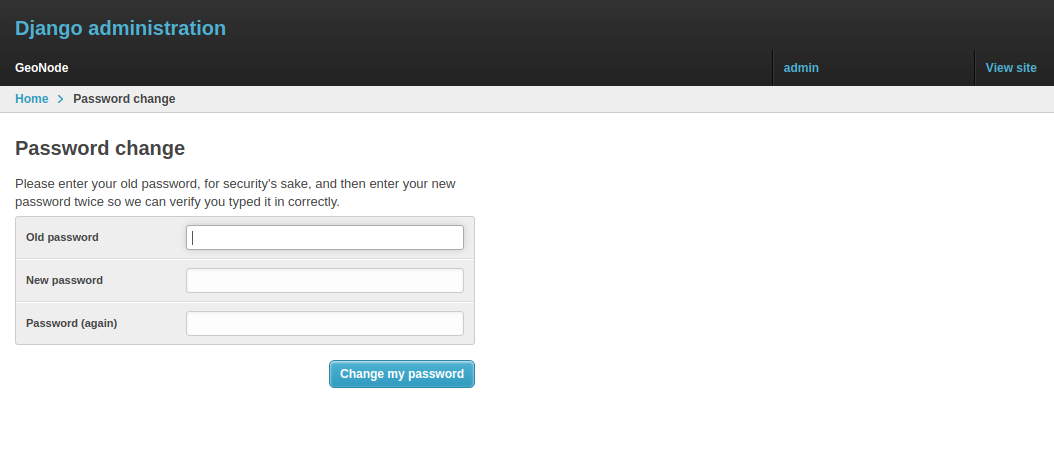 Django administration
GeoNode admin View site
Home > Password change
Password change
Please enter your old password, for security's sake, and then enter your new
password twice so we can verify you typed it in correctly.
Old password
New password
Password (again)
Change my password